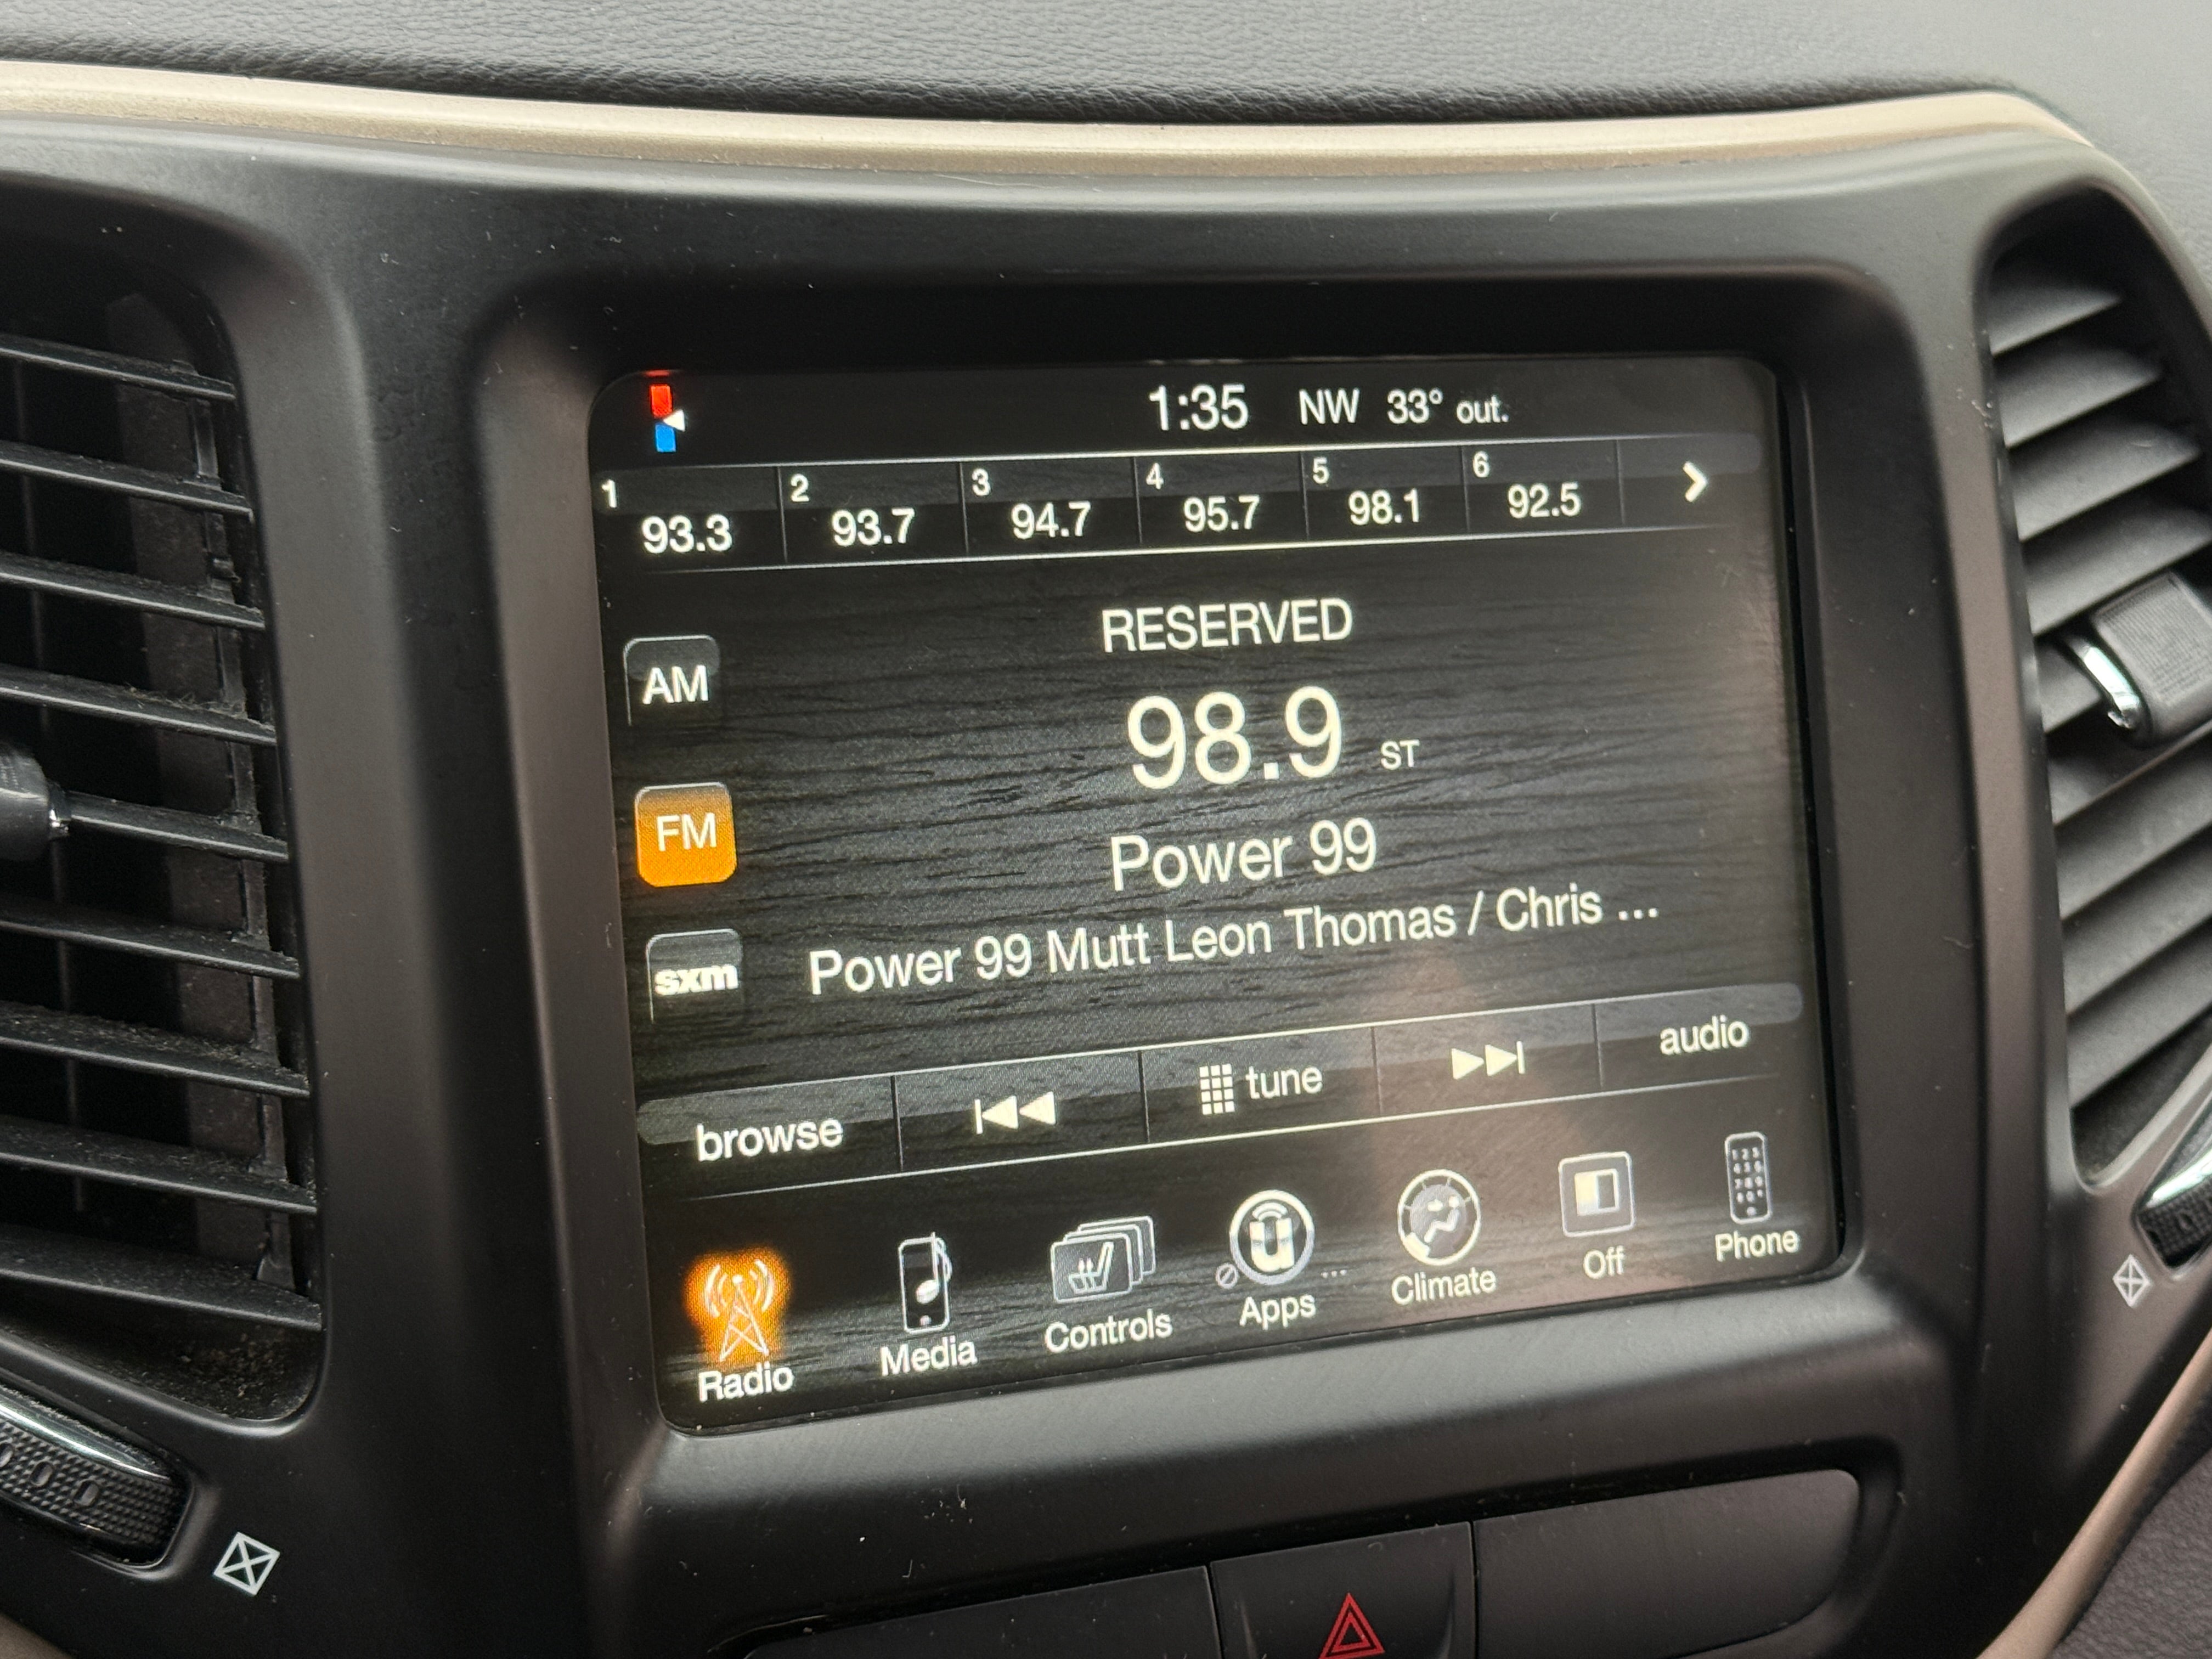 1:35 NW 33° out.
1 2 3 4 5 6
93.3 93.7 94.7 95.7 98.1 92.5
RESERVED
AM
98.9 ST
FM
Power 99
Power 99 Mutt Leon Thomas / Chris ...
sxm
browse tune audio
Radio Media Controls Apps ... Climate Off Phone